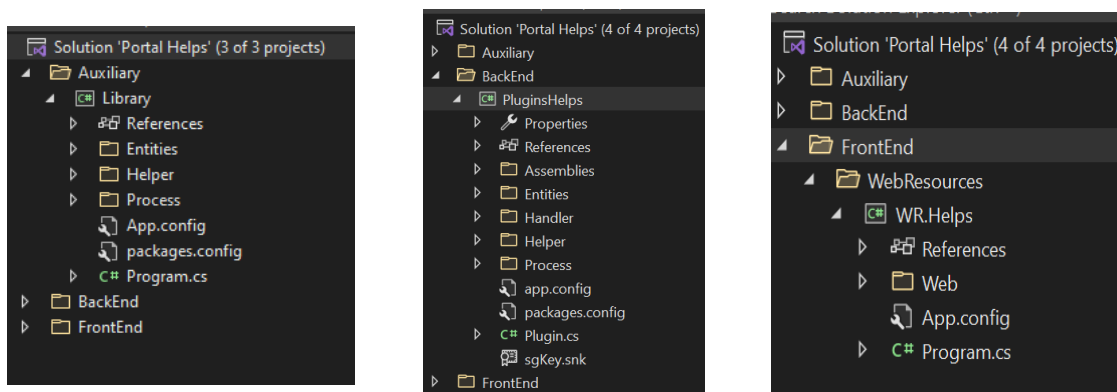 Solution 'Portal Helps' (3 of 3 projects)
Auxiliary
C# Library
References
Entities
Helper
Process
App.config
packages.config
C# Program.cs
BackEnd
FrontEnd
Solution 'Portal Helps' (4 of 4 projects)
Auxiliary
BackEnd
C# PluginsHelps
Properties
References
Assemblies
Entities
Handler
Helper
Process
app.config
packages.config
C# Plugin.cs
sgKey.snk
FrontEnd
Solution 'Portal Helps' (4 of 4 projects)
Auxiliary
BackEnd
FrontEnd
WebResources
C# WR.Helps
References
Web
App.config
C# Program.cs